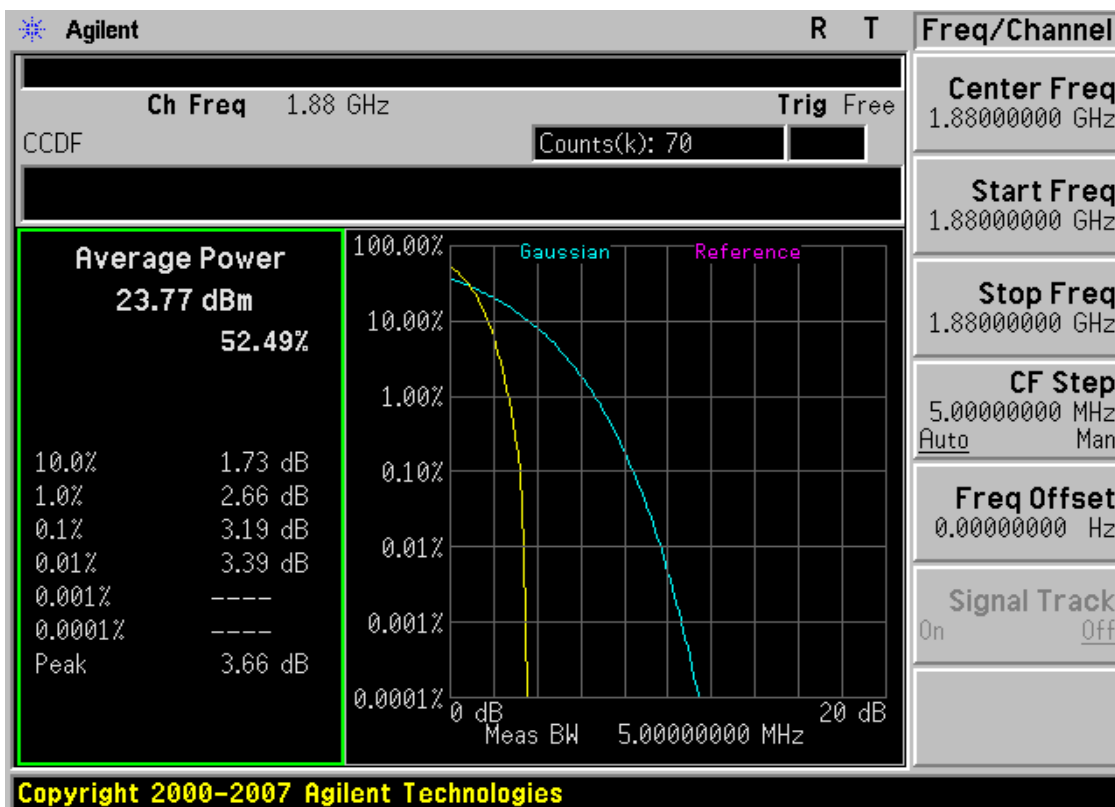 Agilent R T
Ch Freq 1.88 GHz Trig Free
CCDF Counts(k): 70
Average Power
23.77 dBm
52.49%
10.0% 1.73 dB
1.0% 2.66 dB
0.1% 3.19 dB
0.01% 3.39 dB
0.001% ----
0.0001% ----
Peak 3.66 dB
Gaussian Reference
100.00%
10.00%
1.00%
0.10%
0.01%
0.001%
0.0001%
0 dB 20 dB
Meas BW 5.00000000 MHz
Freq/Channel
Center Freq
1.88000000 GHz
Start Freq
1.88000000 GHz
Stop Freq
1.88000000 GHz
CF Step
5.00000000 MHz
Auto Man
Freq Offset
0.00000000 Hz
Signal Track
On Off
Copyright 2000-2007 Agilent Technologies